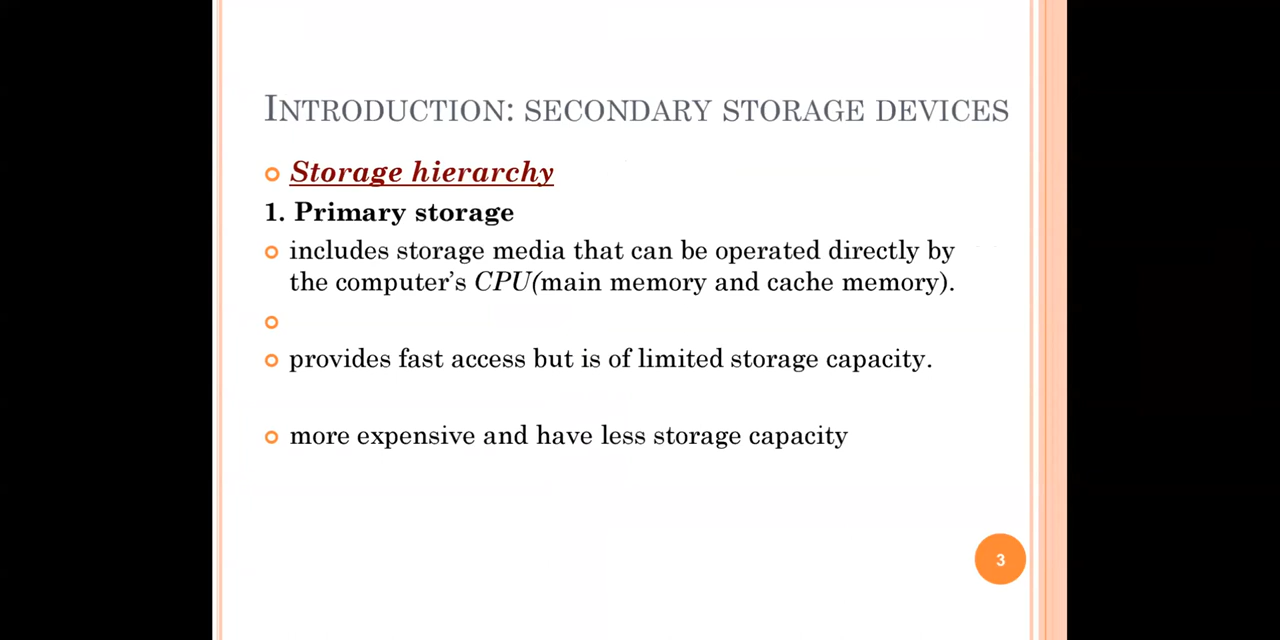 INTRODUCTION: SECONDARY STORAGE DEVICES
Storage hierarchy
1. Primary storage
includes storage media that can be operated directly by
the computer's CPU(main memory and cache memory).
provides fast access but is of limited storage capacity.
more expensive and have less storage capacity
3